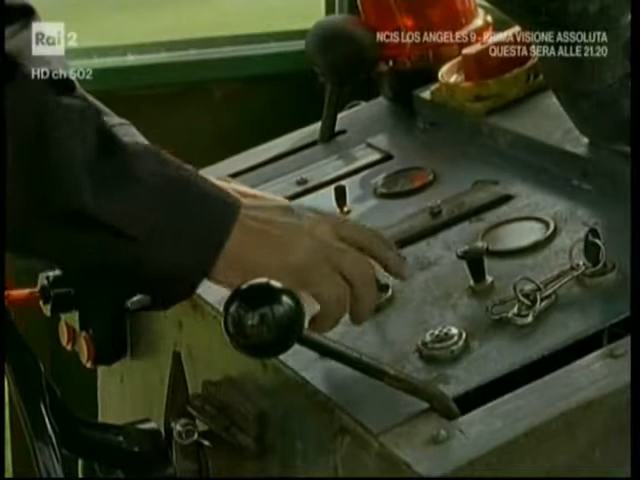 Rai 2
HD ch 502
NCIS LOS ANGELES 9 - PRIMA VISIONE ASSOLUTA
QUESTA SERA ALLE 21.20